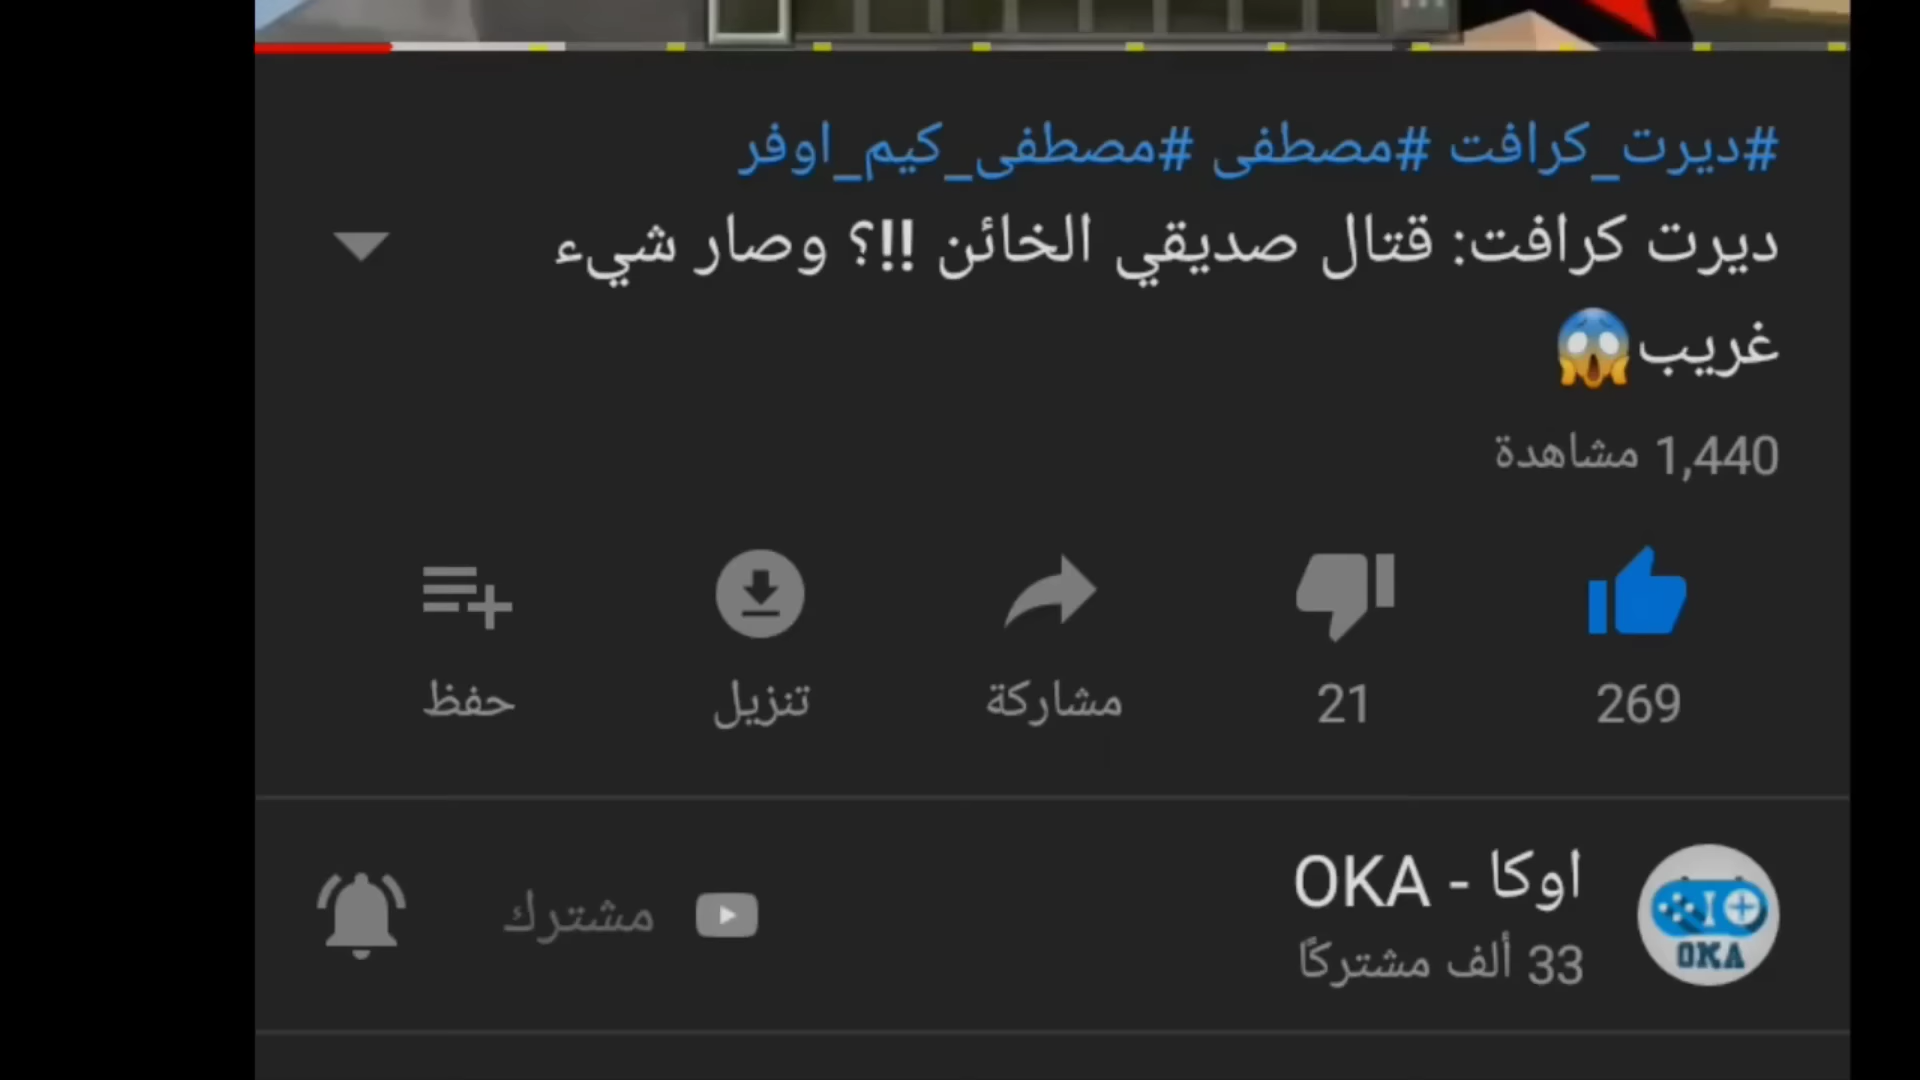 #ديرت_كرافت #مصطفى #مصطفى_كيم_اوفر
ديرت كرافت: قتال صديقي الخائن !!؟ وصار شيء
غريب😱
1,440 مشاهدة
269
21
مشاركة
تنزيل
حفظ
اوكا - OKA
33 ألف مشتركًا
مشترك
OKA